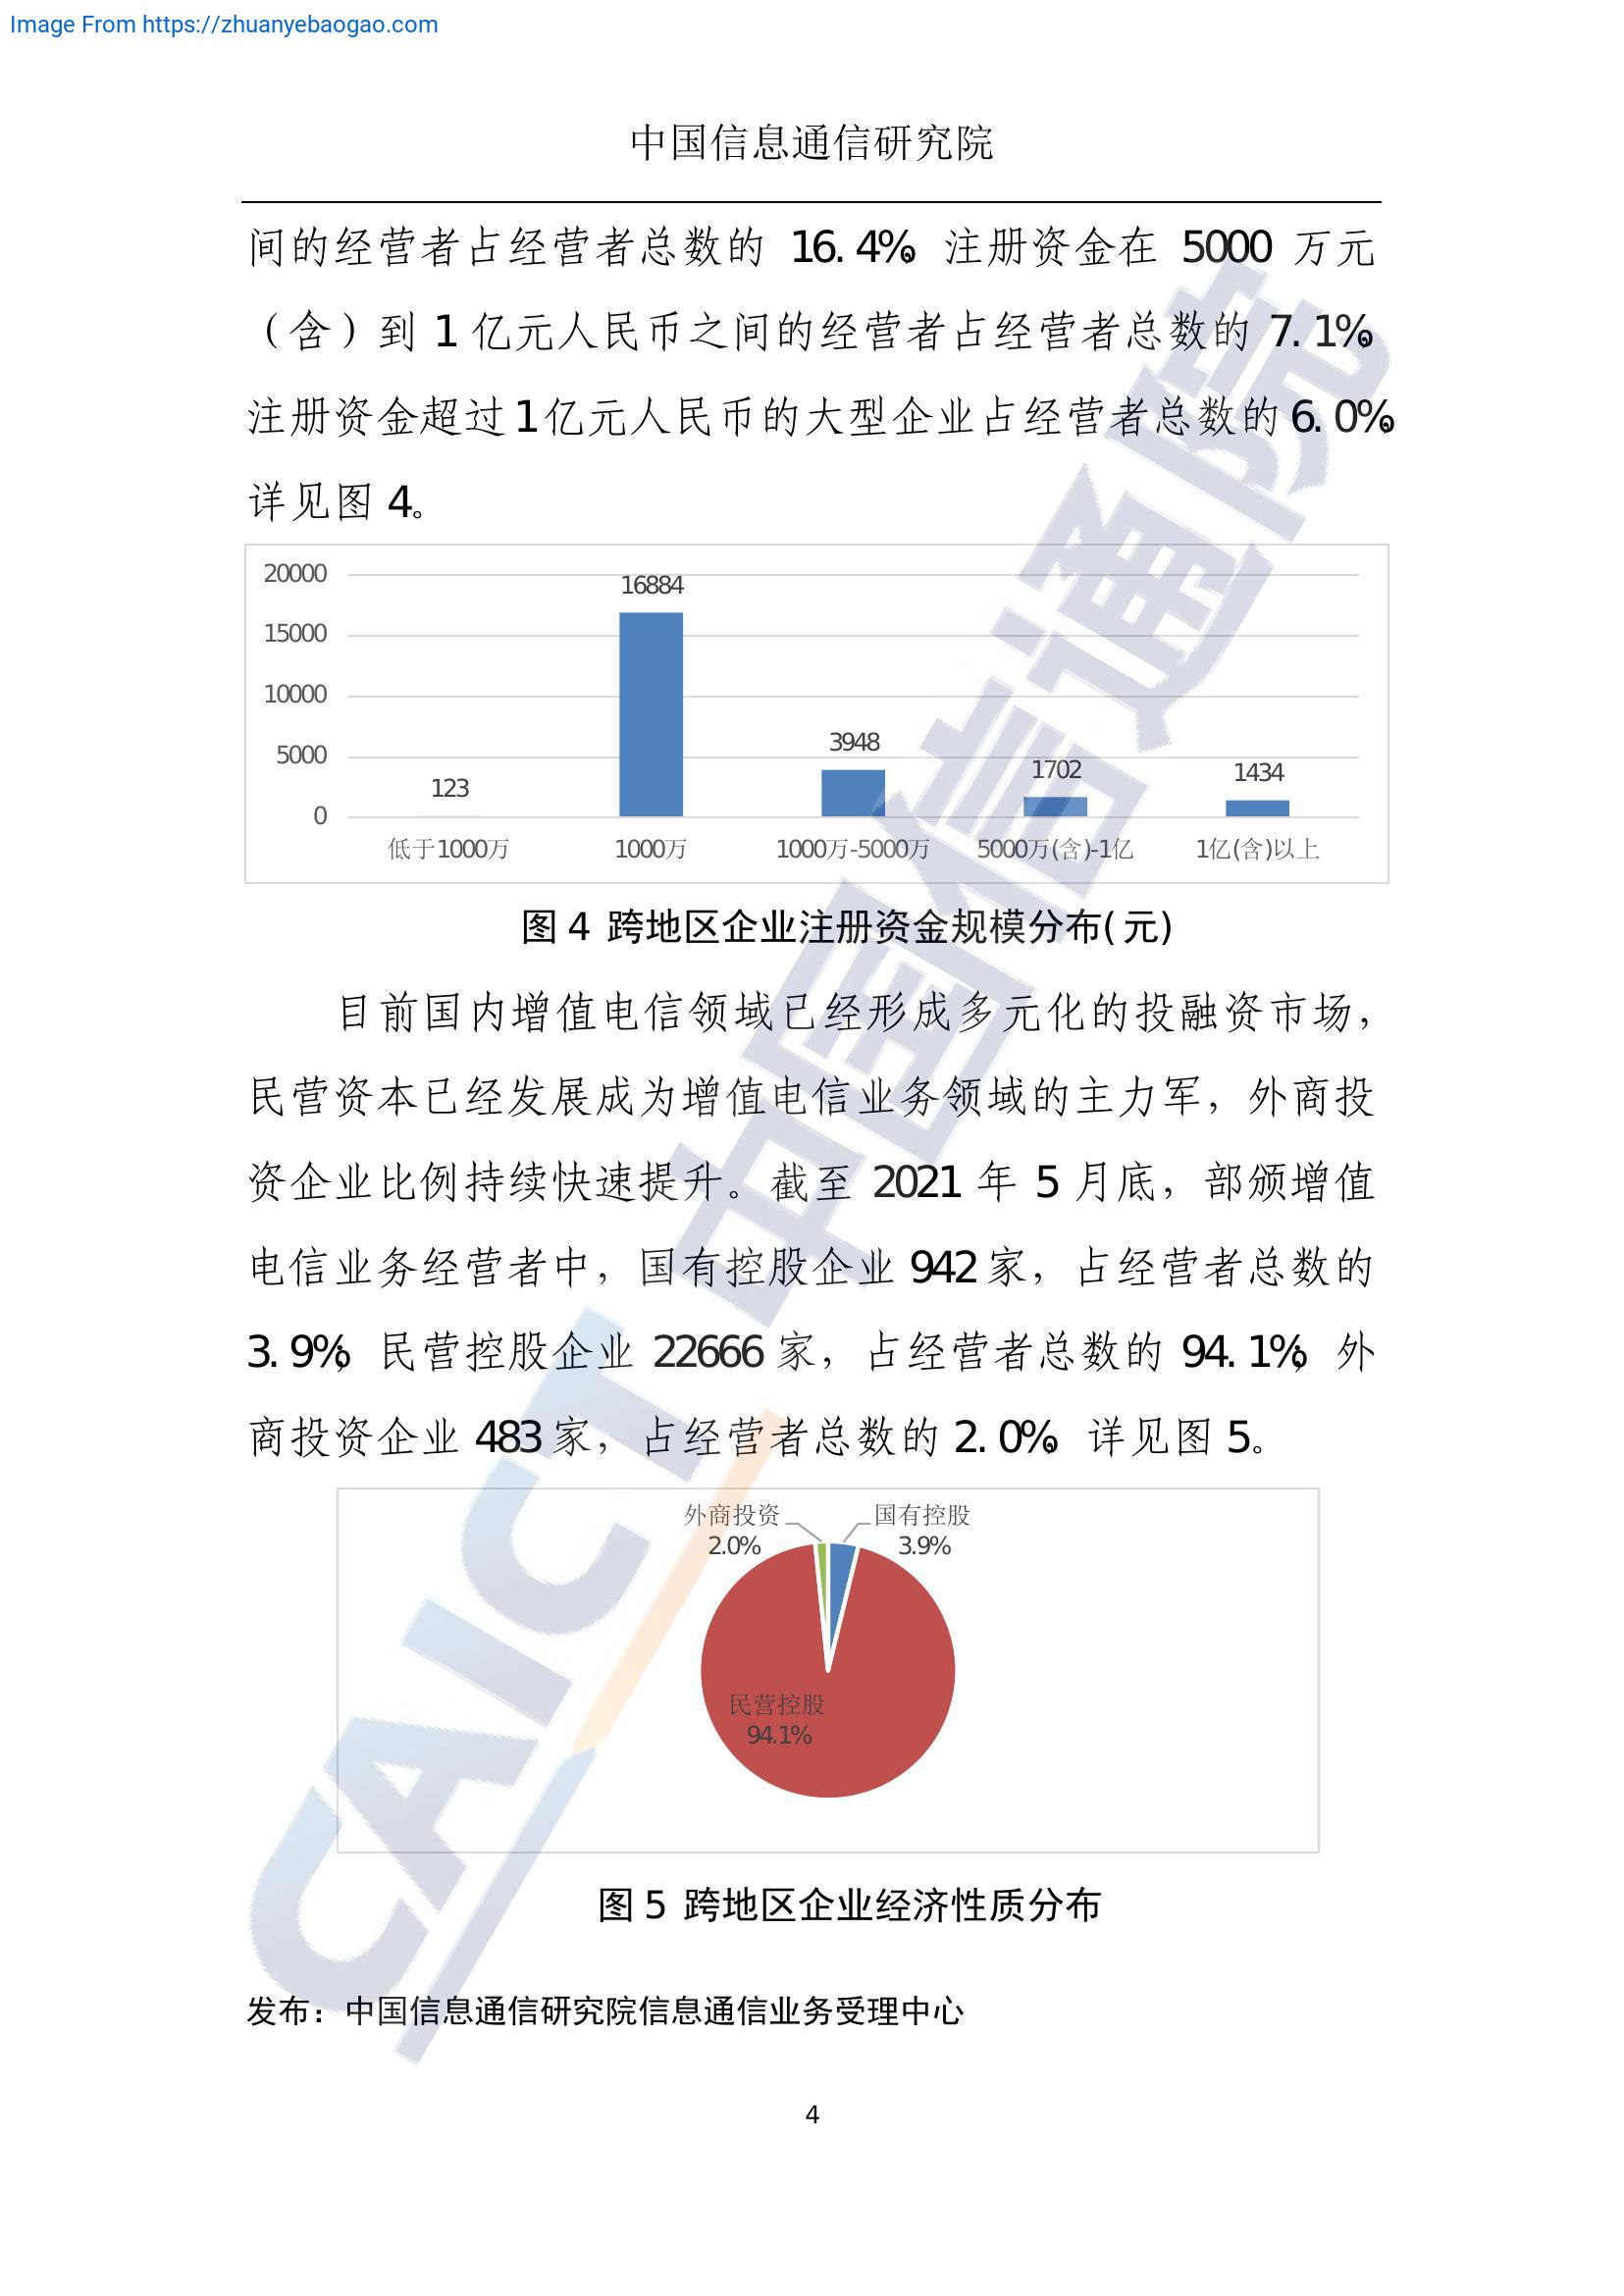 Image From https://zhuanyebaogao.com
中国信息通信研究院
间的经营者占经营者总数的 16.4%，注册资金在 5000 万元
（含）到 1 亿元人民币之间的经营者占经营者总数的 7.1%，
注册资金超过1亿元人民币的大型企业占经营者总数的6.0%，
详见图 4。
20000
15000
10000
5000
0
123
16884
3948
1702
1434
低于1000万
1000万
1000万-5000万
5000万(含)-1亿
1亿(含)以上
图 4 跨地区企业注册资金规模分布(元)
目前国内增值电信领域已经形成多元化的投融资市场，
民营资本已经发展成为增值电信业务领域的主力军，外商投
资企业比例持续快速提升。截至 2021 年 5 月底，部颁增值
电信业务经营者中，国有控股企业 942 家，占经营者总数的
3.9%；民营控股企业 22666 家，占经营者总数的 94.1%；外
商投资企业 483 家，占经营者总数的 2.0%。详见图 5。
外商投资
2.0%
国有控股
3.9%
民营控股
94.1%
图 5 跨地区企业经济性质分布
发布：中国信息通信研究院信息通信业务受理中心
4
CAICT 中国信通院